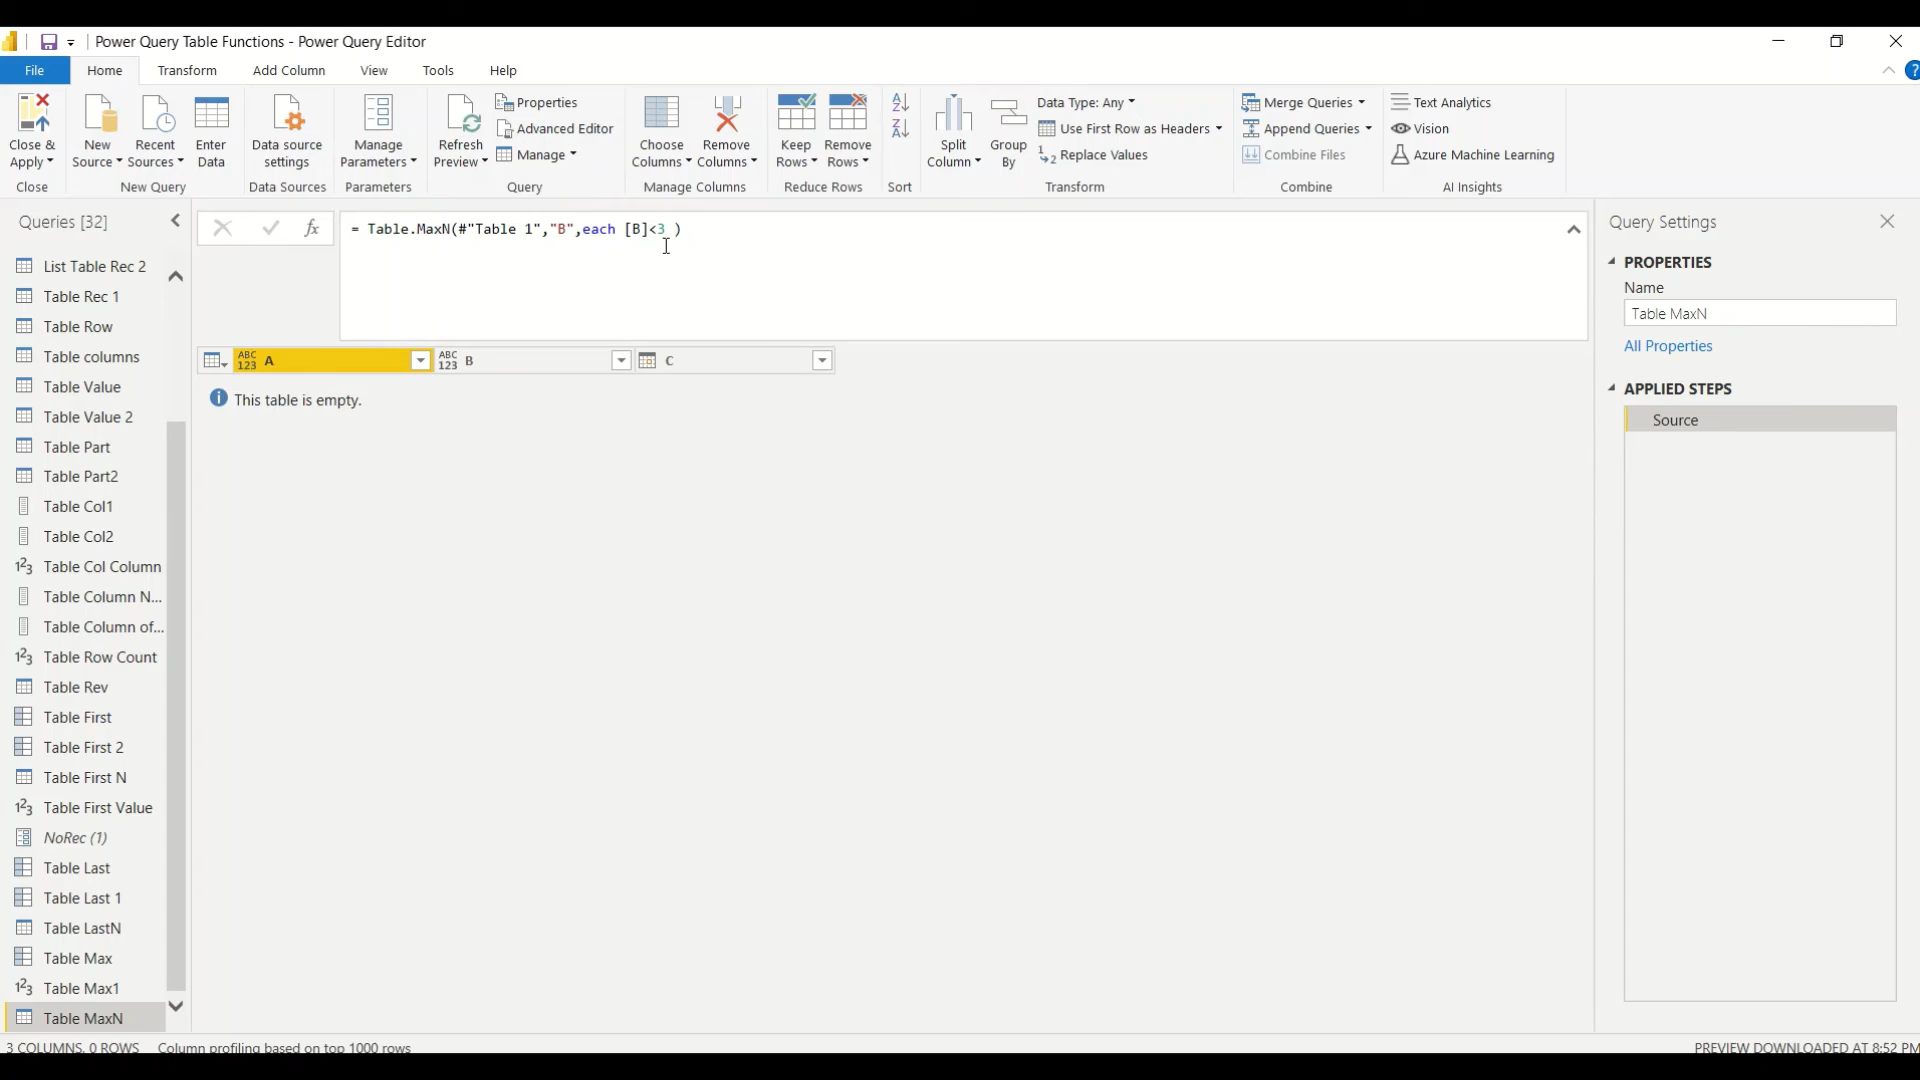 Power Query Table Functions - Power Query Editor
File Home Transform Add Column View Tools Help
Close & Apply
New Source
Recent Sources
Enter Data
Data source settings
Manage Parameters
Refresh Preview
Properties
Advanced Editor
Manage
Choose Columns
Remove Columns
Keep Rows
Remove Rows
Split Column
Group By
Data Type: Any
Use First Row as Headers
Replace Values
Merge Queries
Append Queries
Combine Files
Text Analytics
Vision
Azure Machine Learning
Close New Query Data Sources Parameters Query Manage Columns Reduce Rows Sort Transform Combine AI Insights
Queries [32]
List Table Rec 2
Table Rec 1
Table Row
Table columns
Table Value
Table Value 2
Table Part
Table Part2
Table Col1
Table Col2
Table Col Column
Table Column N...
Table Column of...
Table Row Count
Table Rev
Table First
Table First 2
Table First N
Table First Value
NoRec (1)
Table Last
Table Last 1
Table LastN
Table Max
Table Max1
Table MaxN
fx
= Table.MaxN(#"Table 1","B",each [B]<3 )
ABC 123 A ABC 123 B C
This table is empty.
Query Settings
PROPERTIES
Name
Table MaxN
All Properties
APPLIED STEPS
Source
3 COLUMNS, 0 ROWS Column profiling based on top 1000 rows
PREVIEW DOWNLOADED AT 8:52 PM